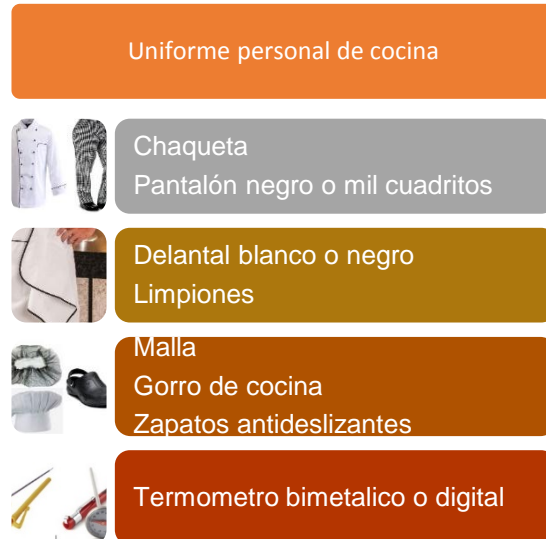 Uniforme personal de cocina
Chaqueta
Pantalón negro o mil cuadritos
Delantal blanco o negro
Limpiones
Malla
Gorro de cocina
Zapatos antideslizantes
Termometro bimetalico o digital